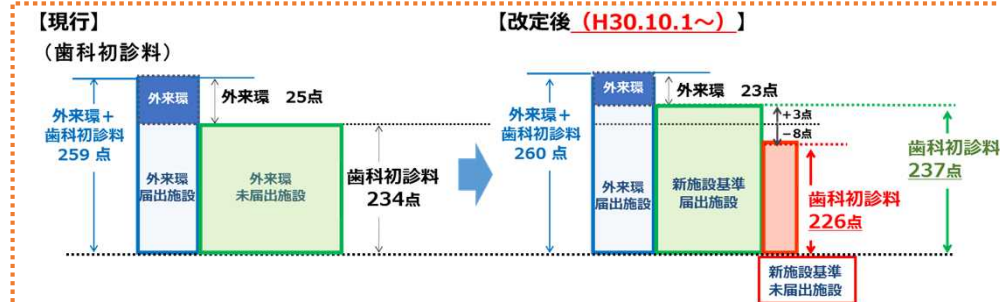 【現行】
(歯科初診料)
外来環
外来環 25点
外来環+
歯科初診料
259 点
外来環
届出施設
外来環
未届出施設
歯科初診料
234点
【改定後(H30.10.1~)】
外来環
外来環 23点
+3点
−8点
外来環+
歯科初診料
260 点
外来環
届出施設
新施設基準
届出施設
歯科初診料
226点
歯科初診料
237点
新施設基準
未届出施設